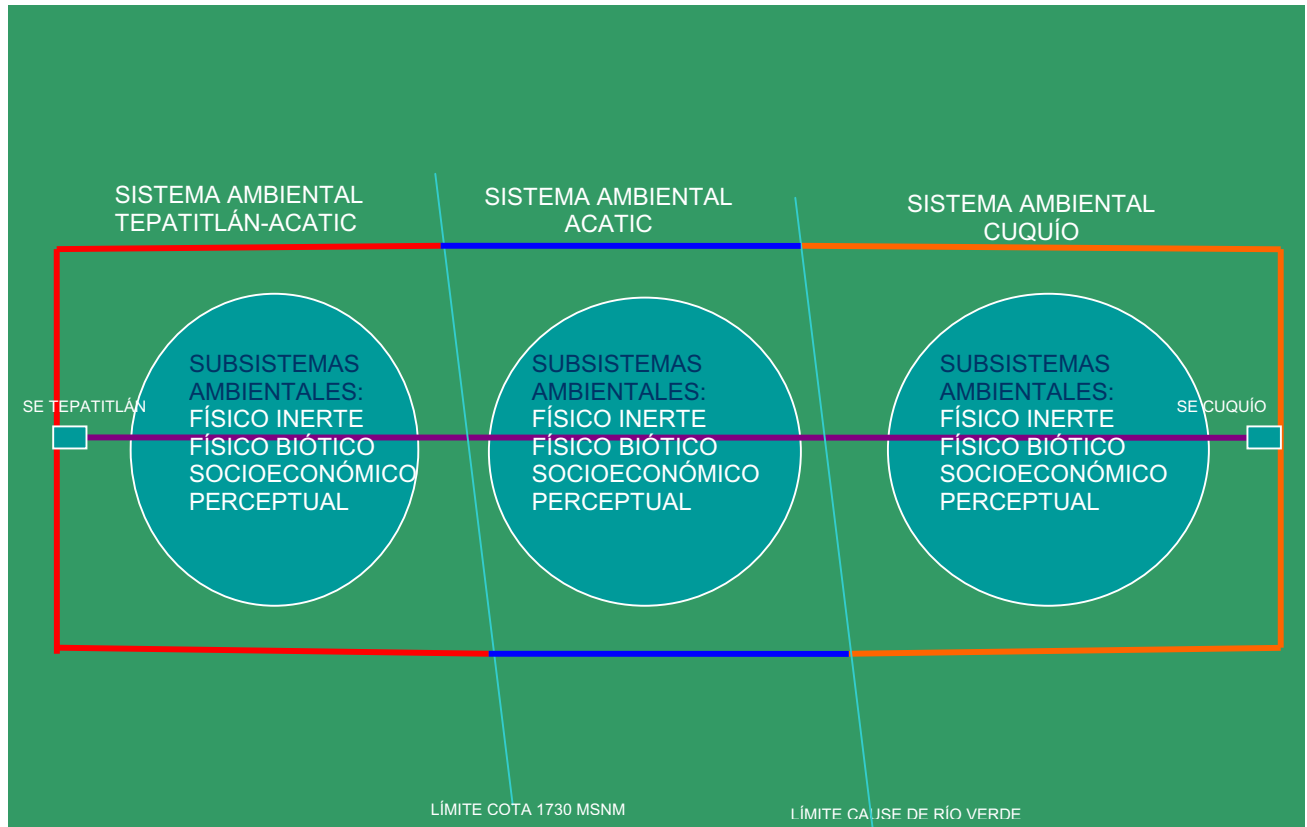 SISTEMA AMBIENTAL
TEPATITLÁN-ACATIC
SISTEMA AMBIENTAL
ACATIC
SISTEMA AMBIENTAL
CUQUÍO
SE TEPATITLÁN
SUBSISTEMAS
AMBIENTALES:
FÍSICO INERTE
FÍSICO BIÓTICO
SOCIOECONÓMICO
PERCEPTUAL
SUBSISTEMAS
AMBIENTALES:
FÍSICO INERTE
FÍSICO BIÓTICO
SOCIOECONÓMICO
PERCEPTUAL
SUBSISTEMAS
AMBIENTALES:
FÍSICO INERTE
FÍSICO BIÓTICO
SOCIOECONÓMICO
PERCEPTUAL
SE CUQUÍO
LÍMITE COTA 1730 MSNM
LÍMITE CAUSE DE RÍO VERDE